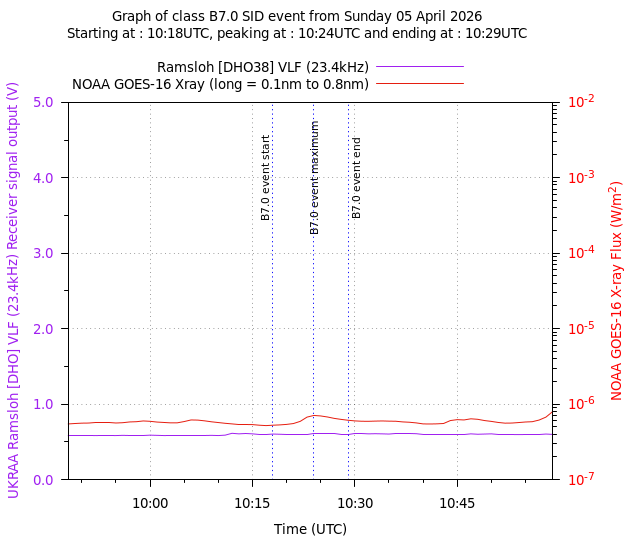 Graph of class B7.0 SID event from Sunday 05 April 2026
Starting at : 10:18UTC, peaking at : 10:24UTC and ending at : 10:29UTC
Ramsloh [DHO38] VLF (23.4kHz)
NOAA GOES-16 Xray (long = 0.1nm to 0.8nm)
UKRAA Ramsloh [DHO] VLF (23.4kHz) Receiver signal output (V)
5.0
4.0
3.0
2.0
1.0
0.0
B7.0 event start
B7.0 event maximum
B7.0 event end
10-2
10-3
10-4
10-5
10-6
10-7
NOAA GOES-16 X-ray Flux (W/m2)
10:00
10:15
10:30
10:45
Time (UTC)